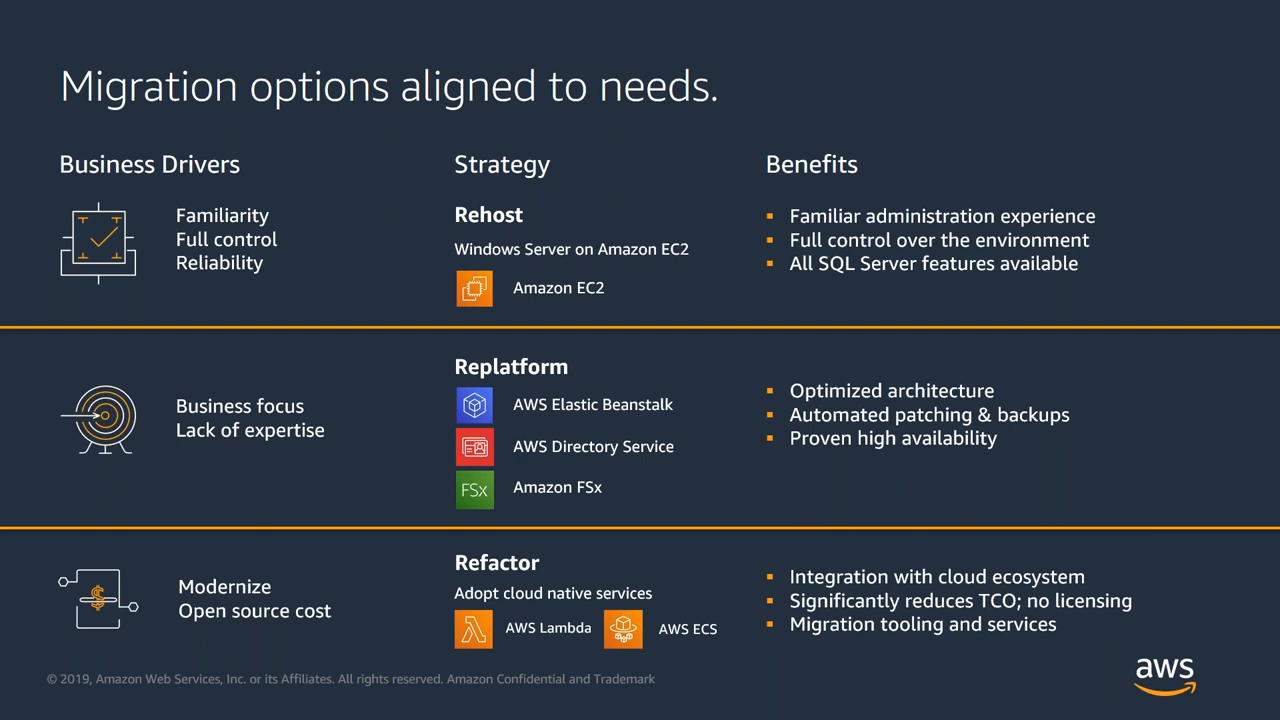 Migration options aligned to needs.
Business Drivers
Strategy
Benefits
Familiarity
Full control
Reliability
Rehost
Windows Server on Amazon EC2
Amazon EC2
Familiar administration experience
Full control over the environment
All SQL Server features available
Business focus
Lack of expertise
Replatform
AWS Elastic Beanstalk
AWS Directory Service
FSx
Amazon FSx
Optimized architecture
Automated patching & backups
Proven high availability
$
Modernize
Open source cost
Refactor
Adopt cloud native services
AWS Lambda
AWS ECS
Integration with cloud ecosystem
Significantly reduces TCO; no licensing
Migration tooling and services
© 2019, Amazon Web Services, Inc. or its Affiliates. All rights reserved. Amazon Confidential and Trademark
aws